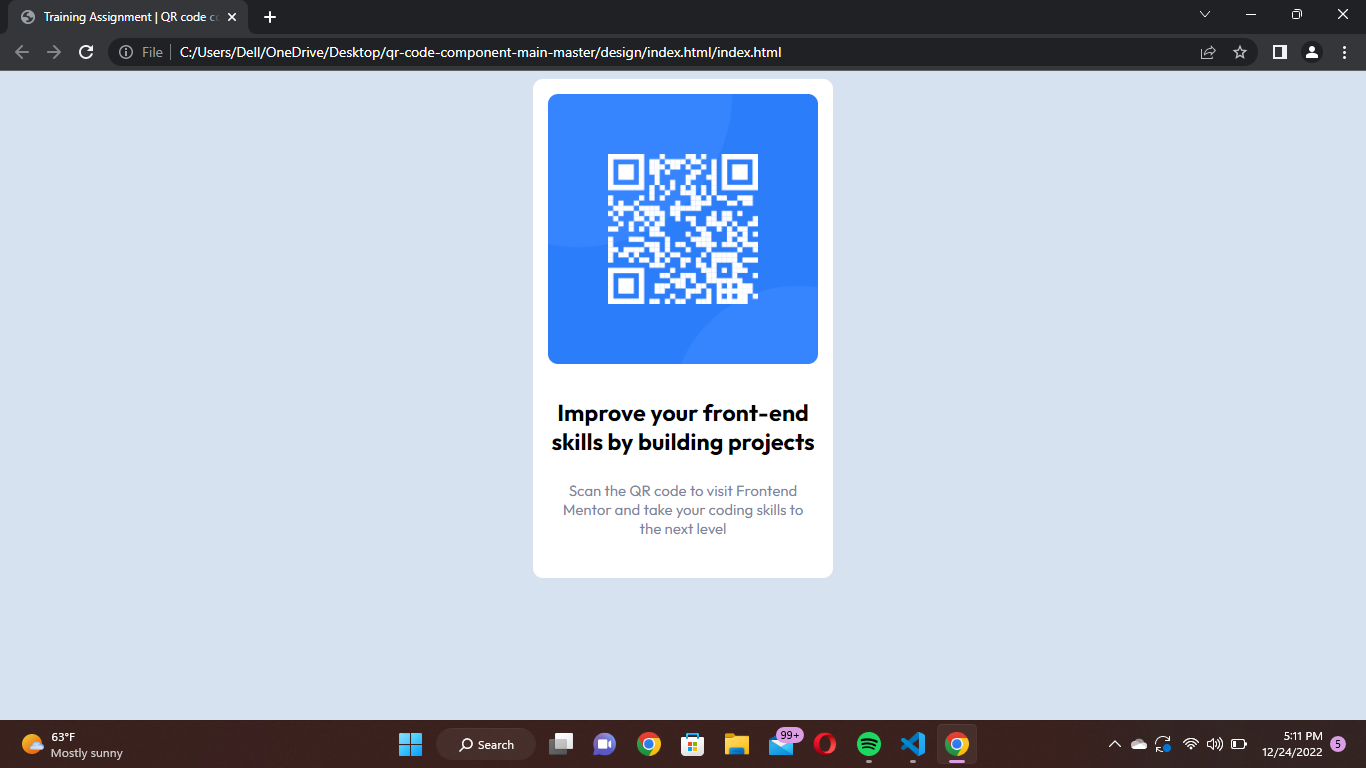 Training Assignment | QR code co
File
C:/Users/Dell/OneDrive/Desktop/qr-code-component-main-master/design/index.html/index.html
Improve your front-end
skills by building projects
Scan the QR code to visit Frontend
Mentor and take your coding skills to
the next level
63°F
Mostly sunny
Search
99+
5:11 PM
12/24/2022
5